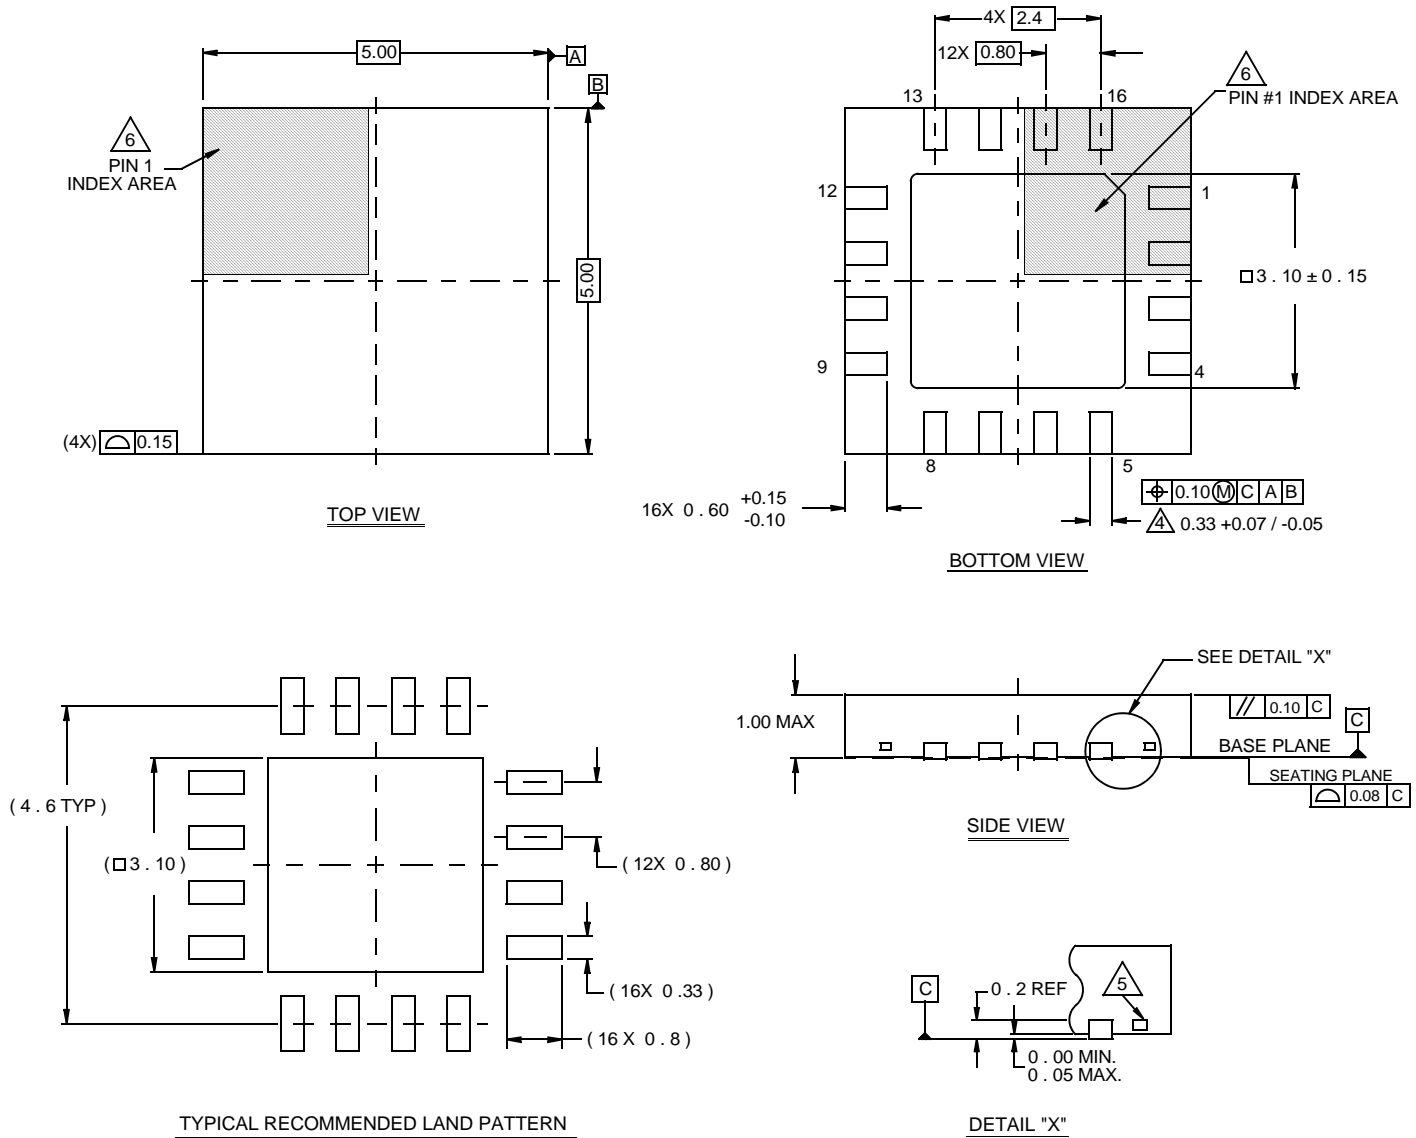 5.00
A
B
6
PIN 1
INDEX AREA
5.00
(4X) 0.15
TOP VIEW
4X 2.4
12X 0.80
6
PIN #1 INDEX AREA
13
16
12
1
3 . 10 ± 0 . 15
9
4
8
5
0.10 M C A B
4 0.33 +0.07 / -0.05
16X 0 . 60 +0.15
-0.10
BOTTOM VIEW
( 4 . 6 TYP )
( 3 . 10 )
( 12X 0 . 80 )
( 16X 0 .33 )
( 16 X 0 . 8 )
TYPICAL RECOMMENDED LAND PATTERN
SEE DETAIL "X"
1.00 MAX
// 0.10 C
C
BASE PLANE
SEATING PLANE
0.08 C
SIDE VIEW
C
0 . 2 REF
5
0 . 00 MIN.
0 . 05 MAX.
DETAIL "X"